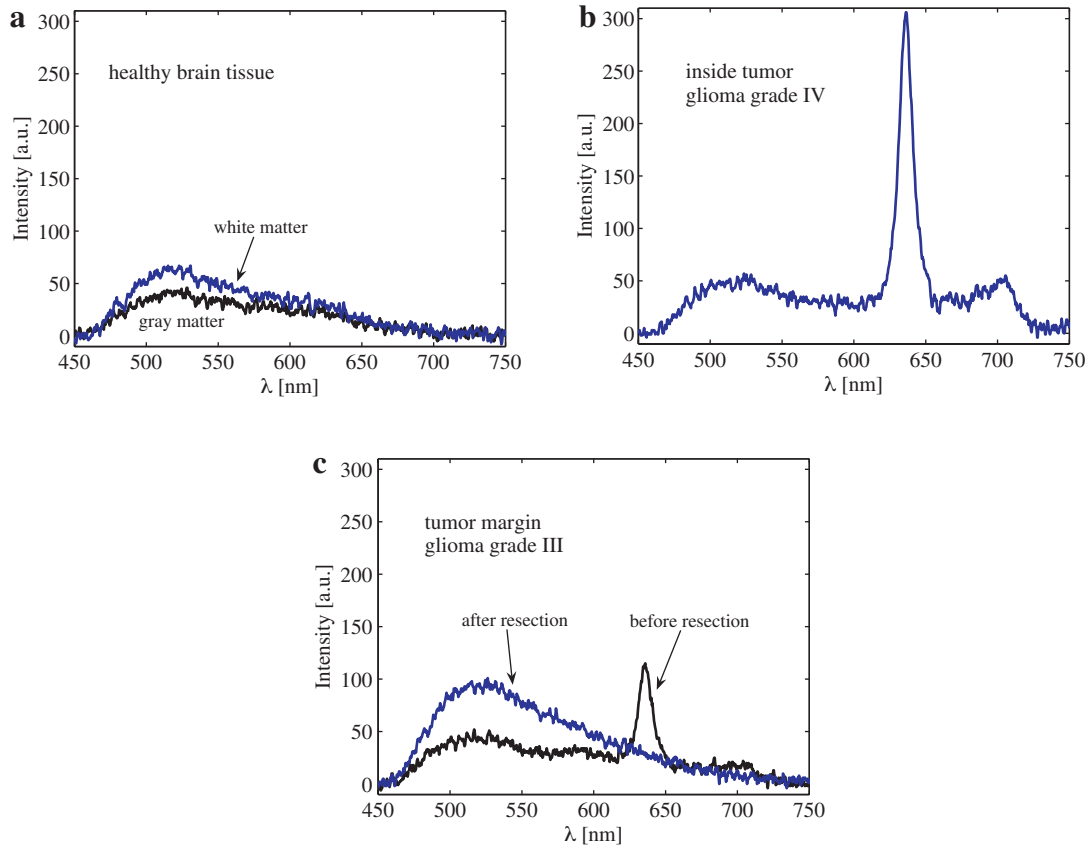 a
300
250
200
150
100
50
0
Intensity [a.u.]
healthy brain tissue
white matter
gray matter
450 500 550 600 650 700 750
λ [nm]
b
300
250
200
150
100
50
0
Intensity [a.u.]
inside tumor
glioma grade IV
450 500 550 600 650 700 750
λ [nm]
c
300
250
200
150
100
50
0
Intensity [a.u.]
tumor margin
glioma grade III
after resection
before resection
450 500 550 600 650 700 750
λ [nm]